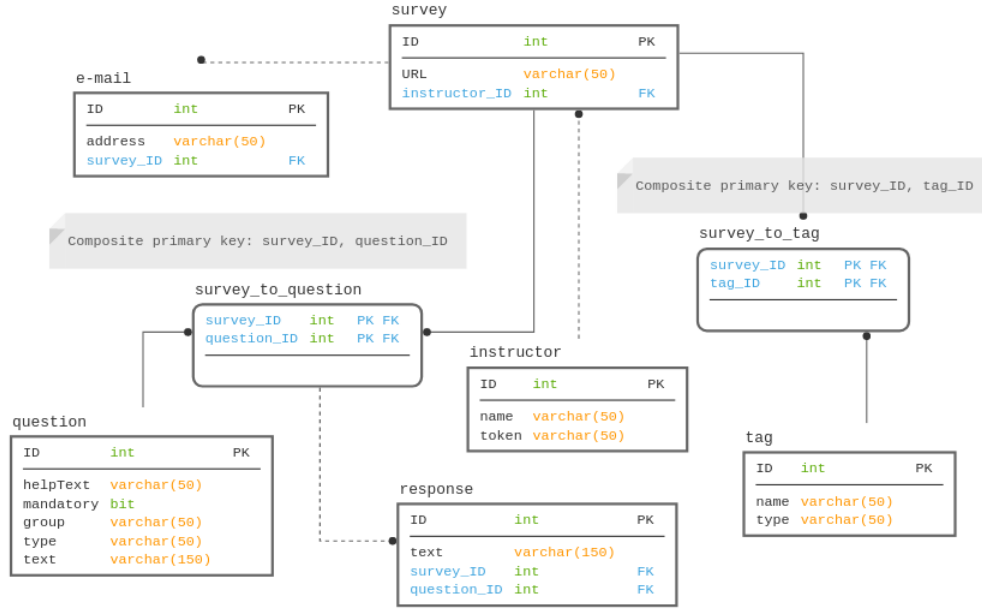 survey
ID int PK
URL varchar(50)
instructor_ID int FK
e-mail
ID int PK
address varchar(50)
survey_ID int FK
Composite primary key: survey_ID, tag_ID
Composite primary key: survey_ID, question_ID
survey_to_tag
survey_ID int PK FK
tag_ID int PK FK
survey_to_question
survey_ID int PK FK
question_ID int PK FK
instructor
ID int PK
name varchar(50)
token varchar(50)
question
ID int PK
helpText varchar(50)
mandatory bit
group varchar(50)
type varchar(50)
text varchar(150)
tag
ID int PK
name varchar(50)
type varchar(50)
response
ID int PK
text varchar(150)
survey_ID int FK
question_ID int FK